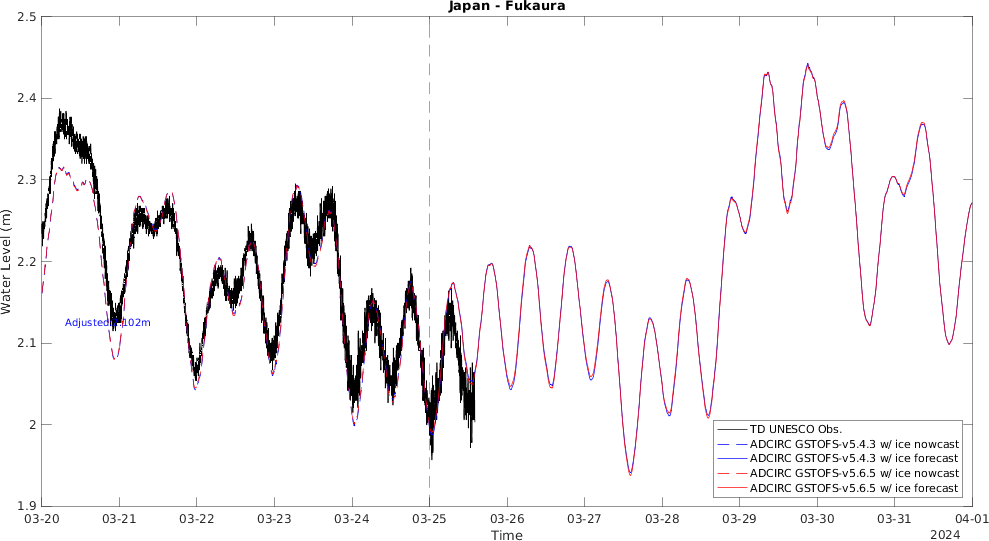 Japan - Fukaura
2.5
2.4
2.3
2.2
2.1
2
1.9
Water Level (m)
Adjusted 102m
TD UNESCO Obs.
ADCIRC GSTOFS-v5.4.3 w/ ice nowcast
ADCIRC GSTOFS-v5.4.3 w/ ice forecast
ADCIRC GSTOFS-v5.6.5 w/ ice nowcast
ADCIRC GSTOFS-v5.6.5 w/ ice forecast
03-20 03-21 03-22 03-23 03-24 03-25 03-26 03-27 03-28 03-29 03-30 03-31 04-01
Time
2024